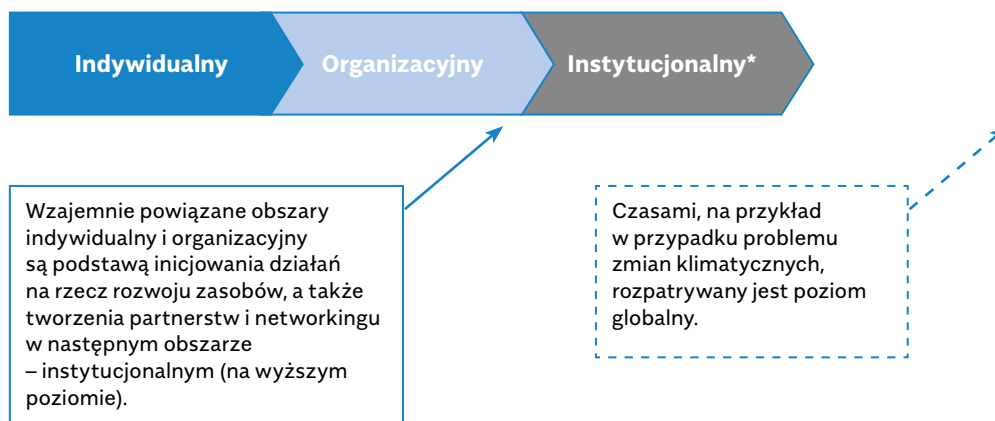 Indywidualny
Organizacyjny
Instytucjonalny*
Wzajemnie powiązane obszary
indywidualny i organizacyjny
są podstawą inicjowania działań
na rzecz rozwoju zasobów, a także
tworzenia partnerstw i networkingu
w następnym obszarze
– instytucjonalnym (na wyższym
poziomie).
Czasami, na przykład
w przypadku problemu
zmian klimatycznych,
rozpatrywany jest poziom
globalny.